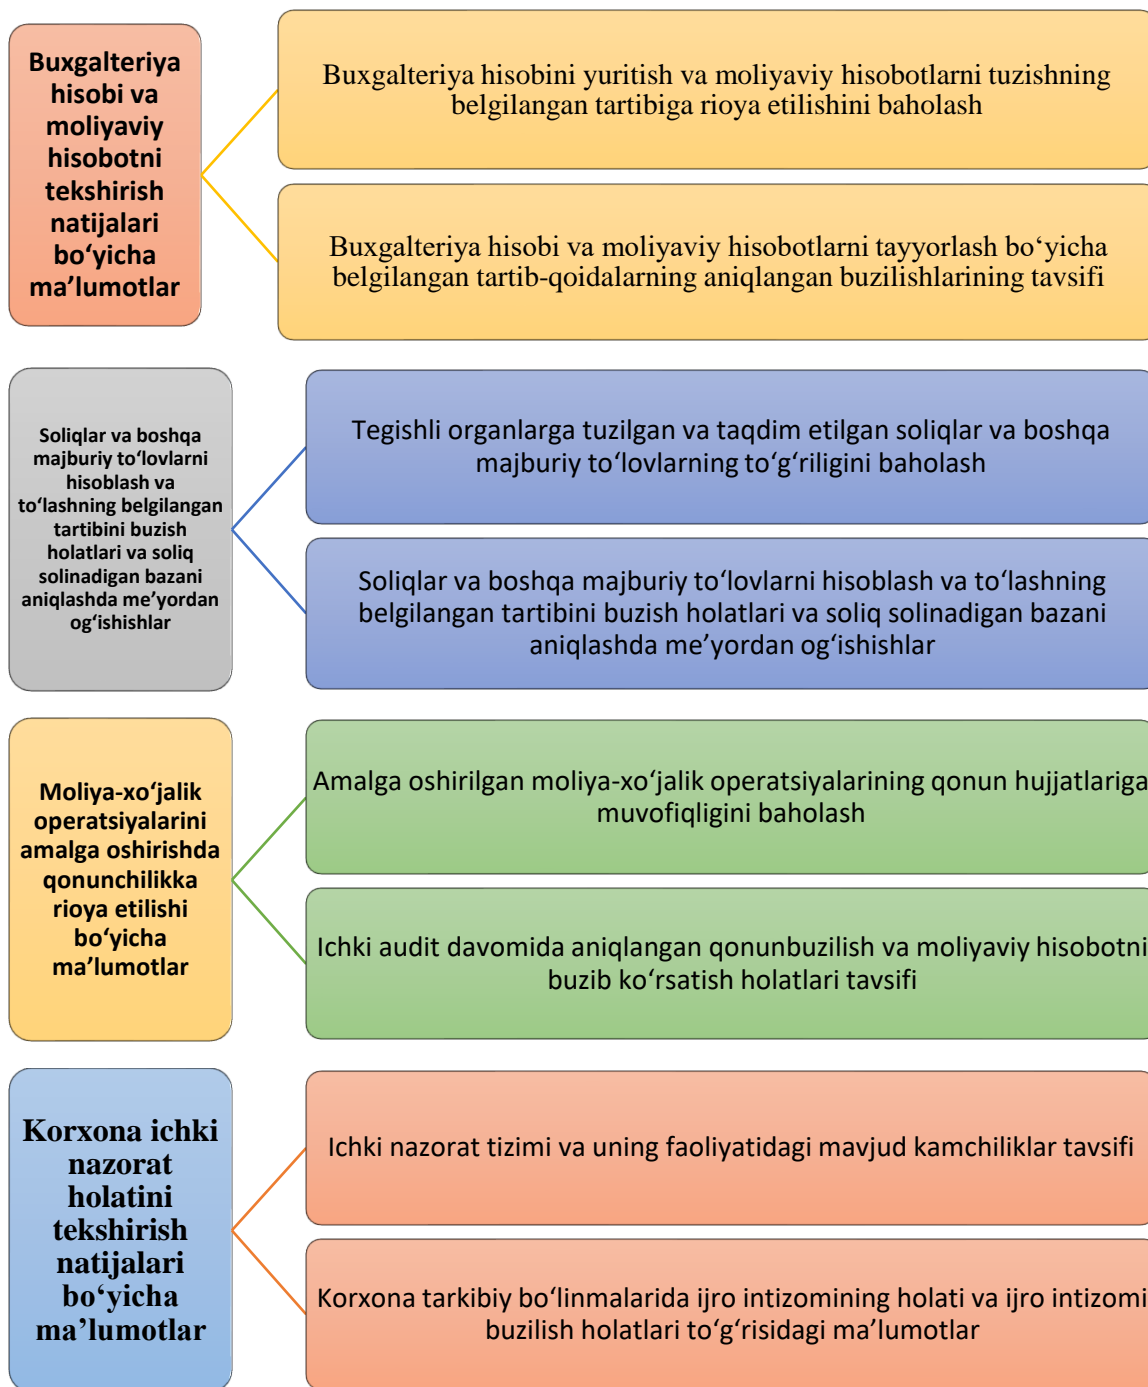 Buxgalteriya
hisobi va
moliyaviy
hisobotni
tekshirish
natijalari
bo‘yicha
ma’lumotlar
Buxgalteriya hisobini yuritish va moliyaviy hisobotlarni tuzishning
belgilangan tartibiga rioya etilishini baholash
Buxgalteriya hisobi va moliyaviy hisobotlarni tayyorlash bo‘yicha
belgilangan tartib-qoidalarning aniqlangan buzilishlarining tavsifi
Soliqlar va boshqa
majburiy to‘lovlarni
hisoblash va
to‘lashning belgilangan
tartibini buzish
holatlari va soliq
solinadigan bazani
aniqlashda me’yordan
og‘ishishlar
Tegishli organlarga tuzilgan va taqdim etilgan soliqlar va boshqa
majburiy to‘lovlarning to‘g‘riligini baholash
Soliqlar va boshqa majburiy to‘lovlarni hisoblash va to‘lashning
belgilangan tartibini buzish holatlari va soliq solinadigan bazani
aniqlashda me’yordan og‘ishishlar
Moliya-xo‘jalik
operatsiyalarini
amalga oshirishda
qonunchilikka
rioya etilishi
bo‘yicha
ma’lumotlar
Amalga oshirilgan moliya-xo‘jalik operatsiyalarining qonun hujjatlariga
muvofiqligini baholash
Ichki audit davomida aniqlangan qonunbuzilish va moliyaviy hisobotni
buzib ko‘rsatish holatlari tavsifi
Korxona ichki
nazorat
holatini
tekshirish
natijalari
bo‘yicha
ma’lumotlar
Ichki nazorat tizimi va uning faoliyatidagi mavjud kamchiliklar tavsifi
Korxona tarkibiy bo‘linmalarida ijro intizomining holati va ijro intizomi
buzilish holatlari to‘g‘risidagi ma’lumotlar